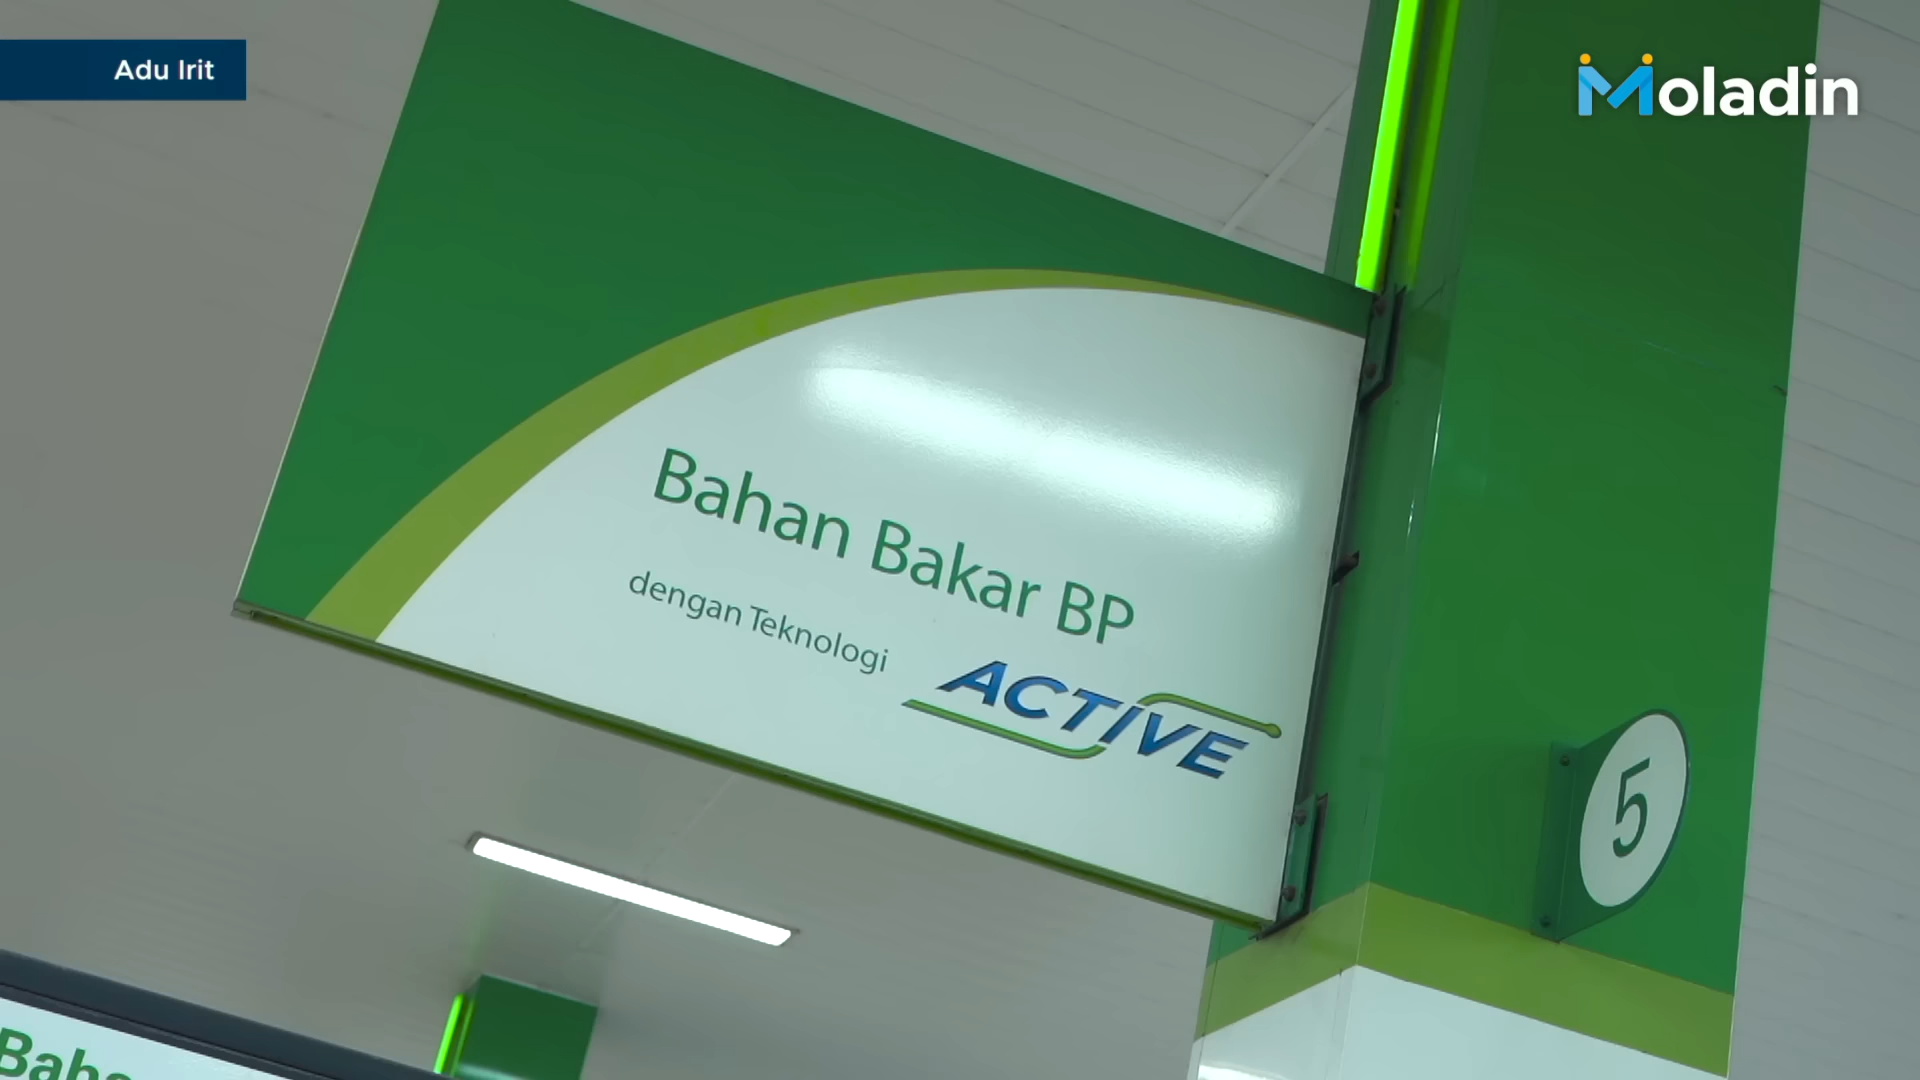 Adu Irit
Moladin
Bahan Bakar BP
dengan Teknologi
ACTIVE
5